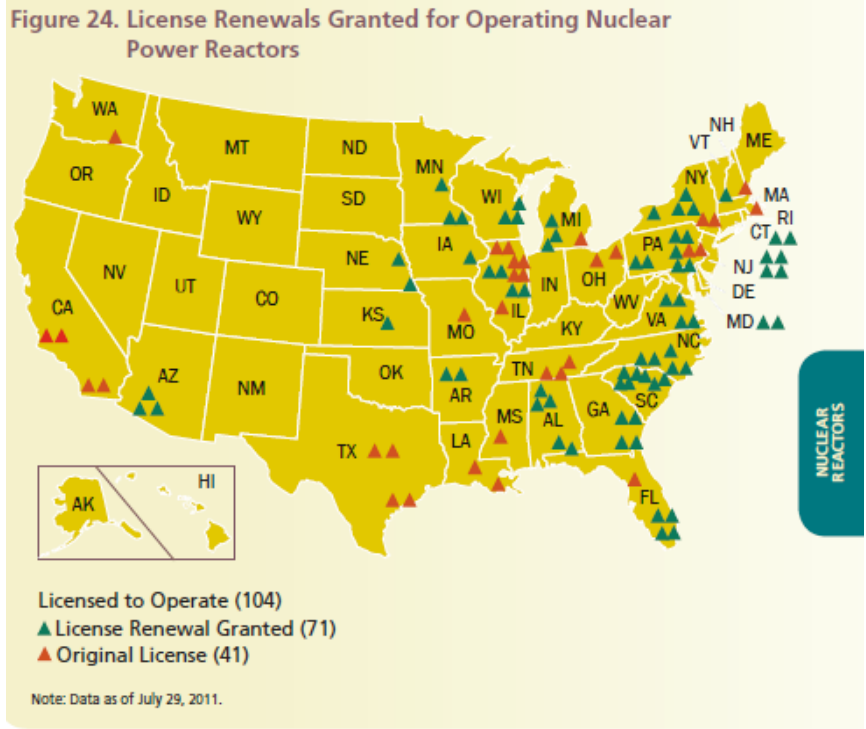 Figure 24. License Renewals Granted for Operating Nuclear
Power Reactors
WA
MT
ND
MN
VT
NH
ME
OR
ID
SD
WI
MI
NY
MA
RI
CT
WY
NE
IA
PA
NJ
NV
UT
CO
IL
IN
OH
WV
DE
MD
CA
KS
MO
KY
VA
NC
AZ
NM
OK
AR
TN
SC
TX
LA
MS
AL
GA
FL
AK
HI
NUCLEAR
REACTORS
Licensed to Operate (104)
License Renewal Granted (71)
Original License (41)
Note: Data as of July 29, 2011.